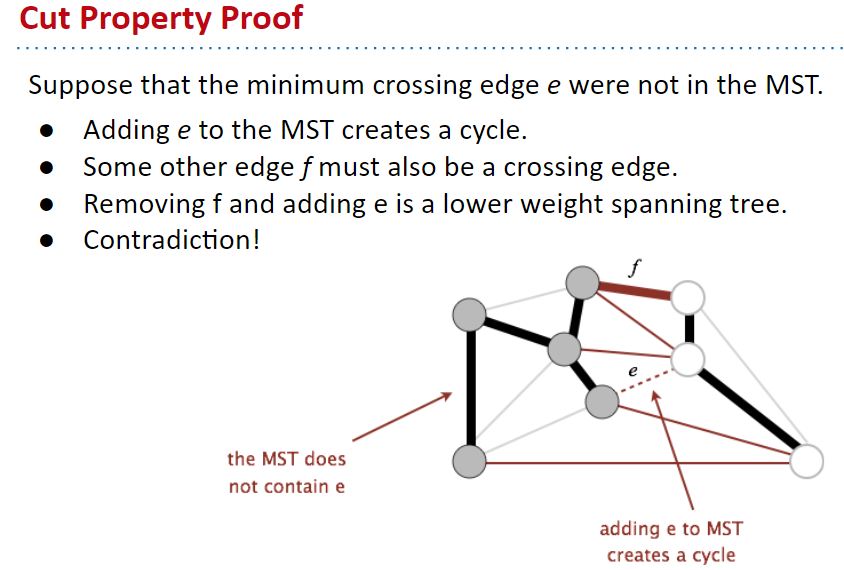 Cut Property Proof
Suppose that the minimum crossing edge e were not in the MST.
● Adding e to the MST creates a cycle.
● Some other edge f must also be a crossing edge.
● Removing f and adding e is a lower weight spanning tree.
● Contradiction!
f
e
the MST does
not contain e
adding e to MST
creates a cycle